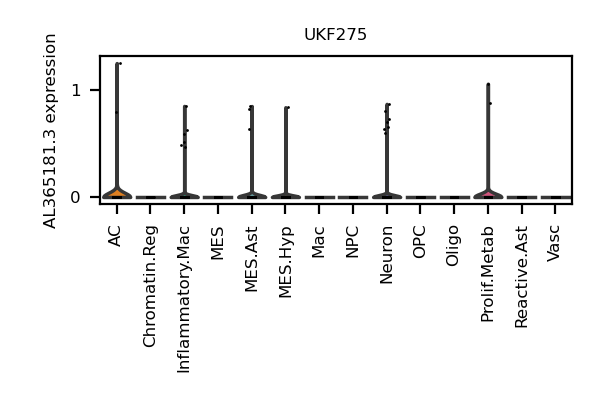 UKF275
AL365181.3 expression
1
0
AC
Chromatin.Reg
Inflammatory.Mac
MES
MES.Ast
MES.Hyp
Mac
NPC
Neuron
OPC
Oligo
Prolif.Metab
Reactive.Ast
Vasc